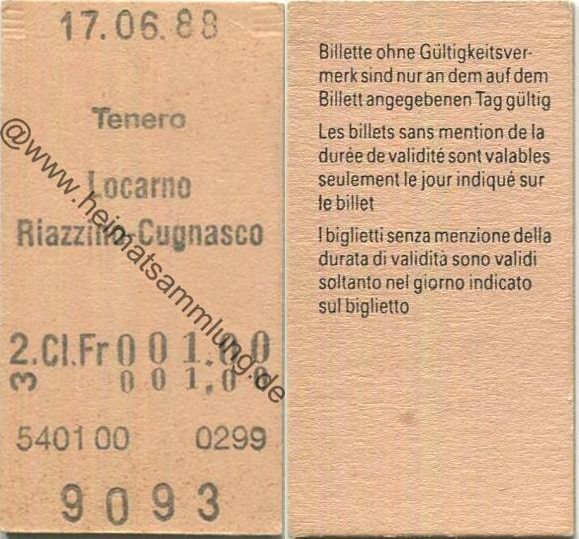 17.06.88
Tenero
Locarno
Riazzino-Cugnasco
2.Cl.Fr 001.00
3 001.00
5401 00 0299
9093
@www.heimatsammlung.de
Billette ohne Gültigkeitsver-
merk sind nur an dem auf dem
Billett angegebenen Tag gültig
Les billets sans mention de la
durée de validité sont valables
seulement le jour indiqué sur
le billet
I biglietti senza menzione della
durata di validità sono validi
soltanto nel giorno indicato
sul biglietto